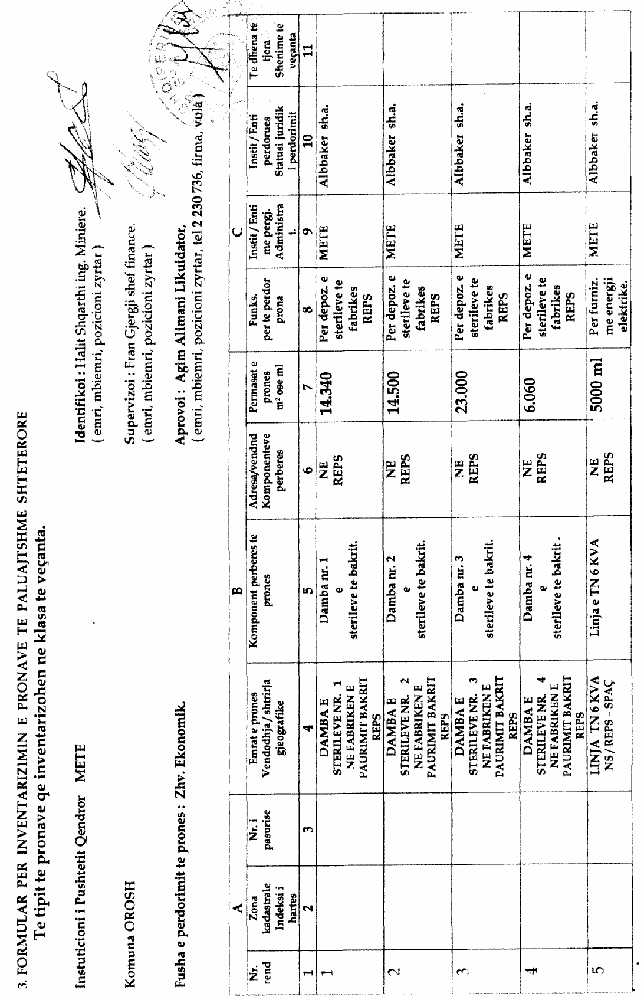 3. FORMULAR PER INVENTARIZIMIN E PRONAVE TE PALUAJTSHME SHTETERORE
Te tipit te pronave qe inventarizohen ne klasa te veçanta.
Instuticioni i Pushtetit Qendror METE
Identifikoi : Halit Shqarthi ing. Miniere.
( emri, mbiemri, pozicioni zyrtar )
Komuna OROSH
Supervizoi : Fran Gjergji shef finance.
( emri, mbiemri, pozicioni zyrtar )
Fusha e perdorimit te prones : Zhv. Ekonomik.
Aprovoi : Agim Alimani Likuidator,
( emri, mbiemri, pozicioni zyrtar, tel 2 230 736, firma, vula )
A B C
Nr. rend
Zona kadastrale Indeksi i hartes
Nr. i pasurise
Emrat e prones Vendodhja / shtrirja gjeografike
Komponent perberes te prones
Adresa/vendnd Komponenteve perberes
Permasat e prones m² ose ml
Funks. per te perdor prona
Instit / Enti me pergj. Administra t.
Instit / Enti perdorues Statusi juridik i perdorimit
Te dhena te tjera Shenime te veçanta
1 2 3 4 5 6 7 8 9 10 11
1 DAMBA E STERILEVE NR. 1 NE FABRIKEN E PAURIMIT BAKRIT REPS Damba nr. 1 e sterileve te bakrit. NE REPS 14.340 Per depoz. e sterileve te fabrikes REPS METE Albbaker sh.a.
2 DAMBA E STERILEVE NR. 2 NE FABRIKEN E PAURIMIT BAKRIT REPS Damba nr. 2 e sterileve te bakrit. NE REPS 14.500 Per depoz. e sterileve te fabrikes REPS METE Albbaker sh.a.
3 DAMBA E STERILEVE NR. 3 NE FABRIKEN E PAURIMIT BAKRIT REPS Damba nr. 3 e sterileve te bakrit. NE REPS 23.000 Per depoz. e sterileve te fabrikes REPS METE Albbaker sh.a.
4 DAMBA E STERILEVE NR. 4 NE FABRIKEN E PAURIMIT BAKRIT REPS Damba nr. 4 e sterileve te bakrit. NE REPS 6.060 Per depoz. e sterileve te fabrikes REPS METE Albbaker sh.a.
5 LINJA TN 6 KVA NS / REPS – SPAÇ Linja e TN 6 KVA NE REPS 5000 ml Per furniz. me energji elektrike. METE Albbaker sh.a.